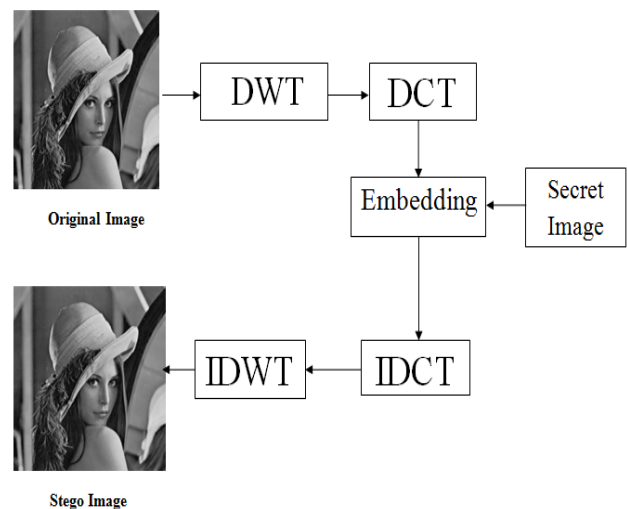 DWT
DCT
Original Image
Embedding
Secret
Image
IDWT
IDCT
Stego Image